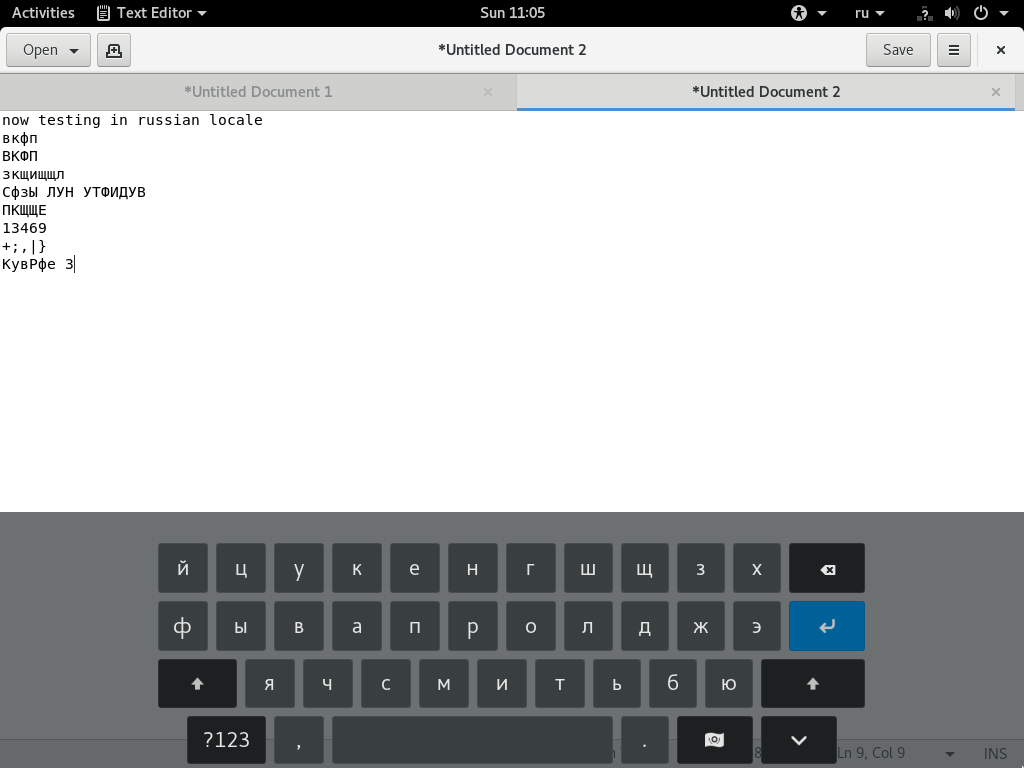 Activities Text Editor Sun 11:05 ru
Open *Untitled Document 2 Save
*Untitled Document 1 *Untitled Document 2
now testing in russian locale
вкфп
ВКФП
зкщищщл
СфзЫ ЛУН УТФИДУВ
ПКЩЩЕ
13469
+;,|}
КувРфе З
й ц у к е н г ш щ з х
ф ы в а п р о л д ж э
я ч с м и т ь б ю
?123 , .
Ln 9, Col 9 INS